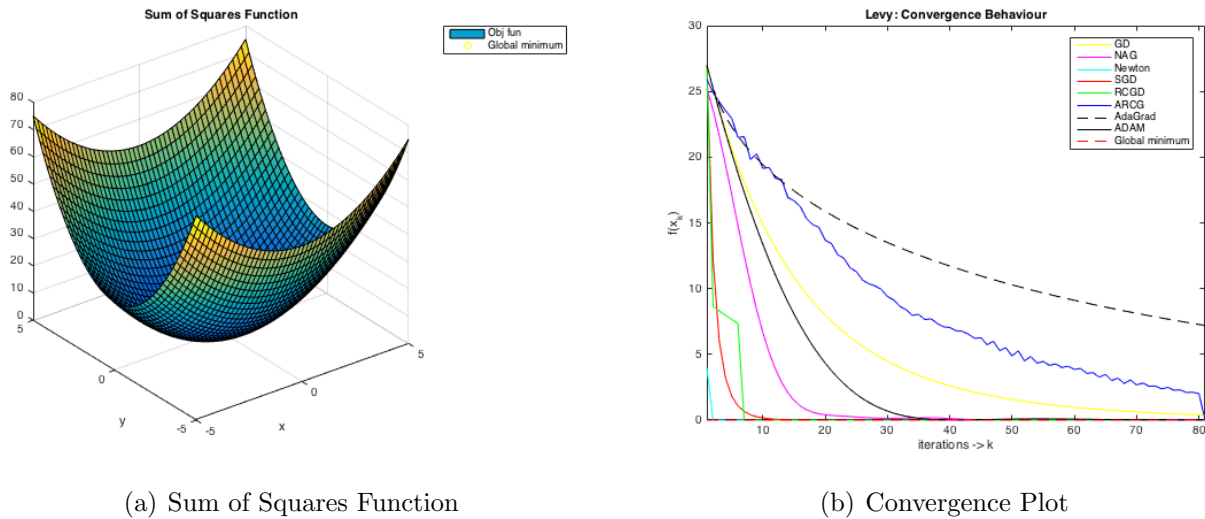 Sum of Squares Function
Obj fun
Global minimum
80
70
60
50
40
30
20
10
0
5
0
-5
y
-5
0
5
x
Levy: Convergence Behaviour
GD
NAG
Newton
SGD
RCGD
ARCG
AdaGrad
ADAM
Global minimum
30
25
20
15
10
5
0
f(x_k)
10
20
30
40
50
60
70
80
iterations -> k
(a) Sum of Squares Function
(b) Convergence Plot